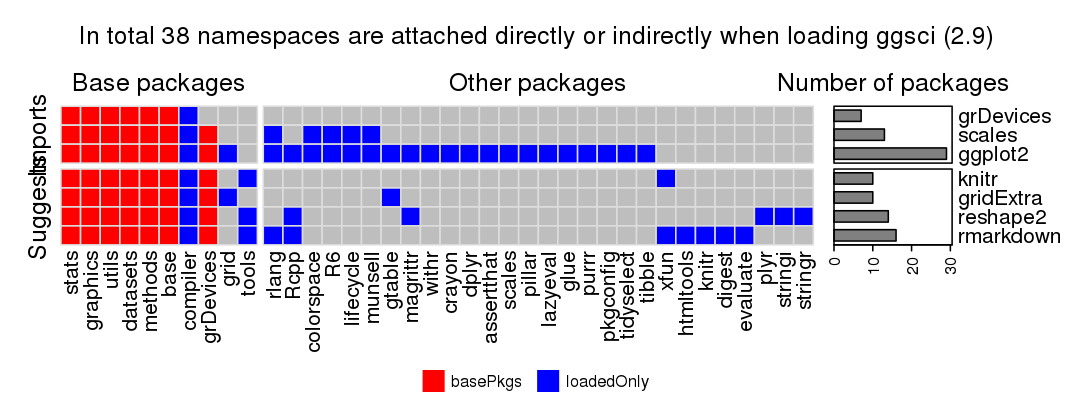 In total 38 namespaces are attached directly or indirectly when loading ggsci (2.9)
Base packages
Other packages
Number of packages
Imports
Suggests
grDevices
scales
ggplot2
knitr
gridExtra
reshape2
rmarkdown
0
10
20
30
stats
graphics
utils
datasets
methods
base
compiler
grDevices
grid
tools
rlang
Rcpp
colorspace
R6
lifecycle
munsell
gtable
magrittr
withr
crayon
dplyr
assertthat
scales
pillar
lazyeval
glue
purrr
pkgconfig
tidyselect
tibble
xfun
htmltools
knitr
digest
evaluate
plyr
stringi
stringr
basePkgs
loadedOnly